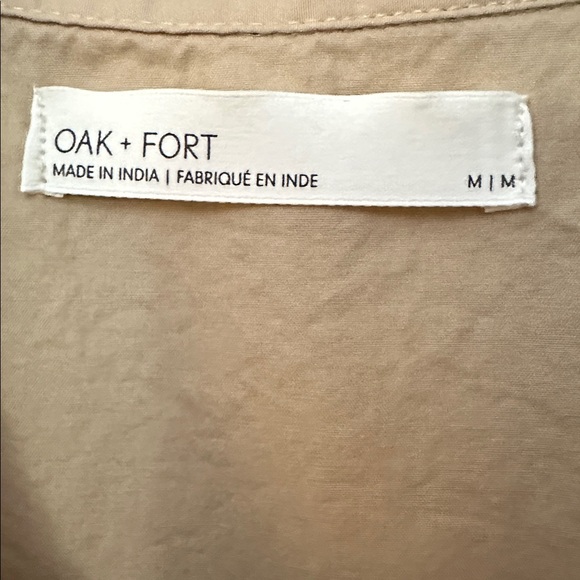 OAK + FORT
MADE IN INDIA | FABRIQUÉ EN INDE M | M